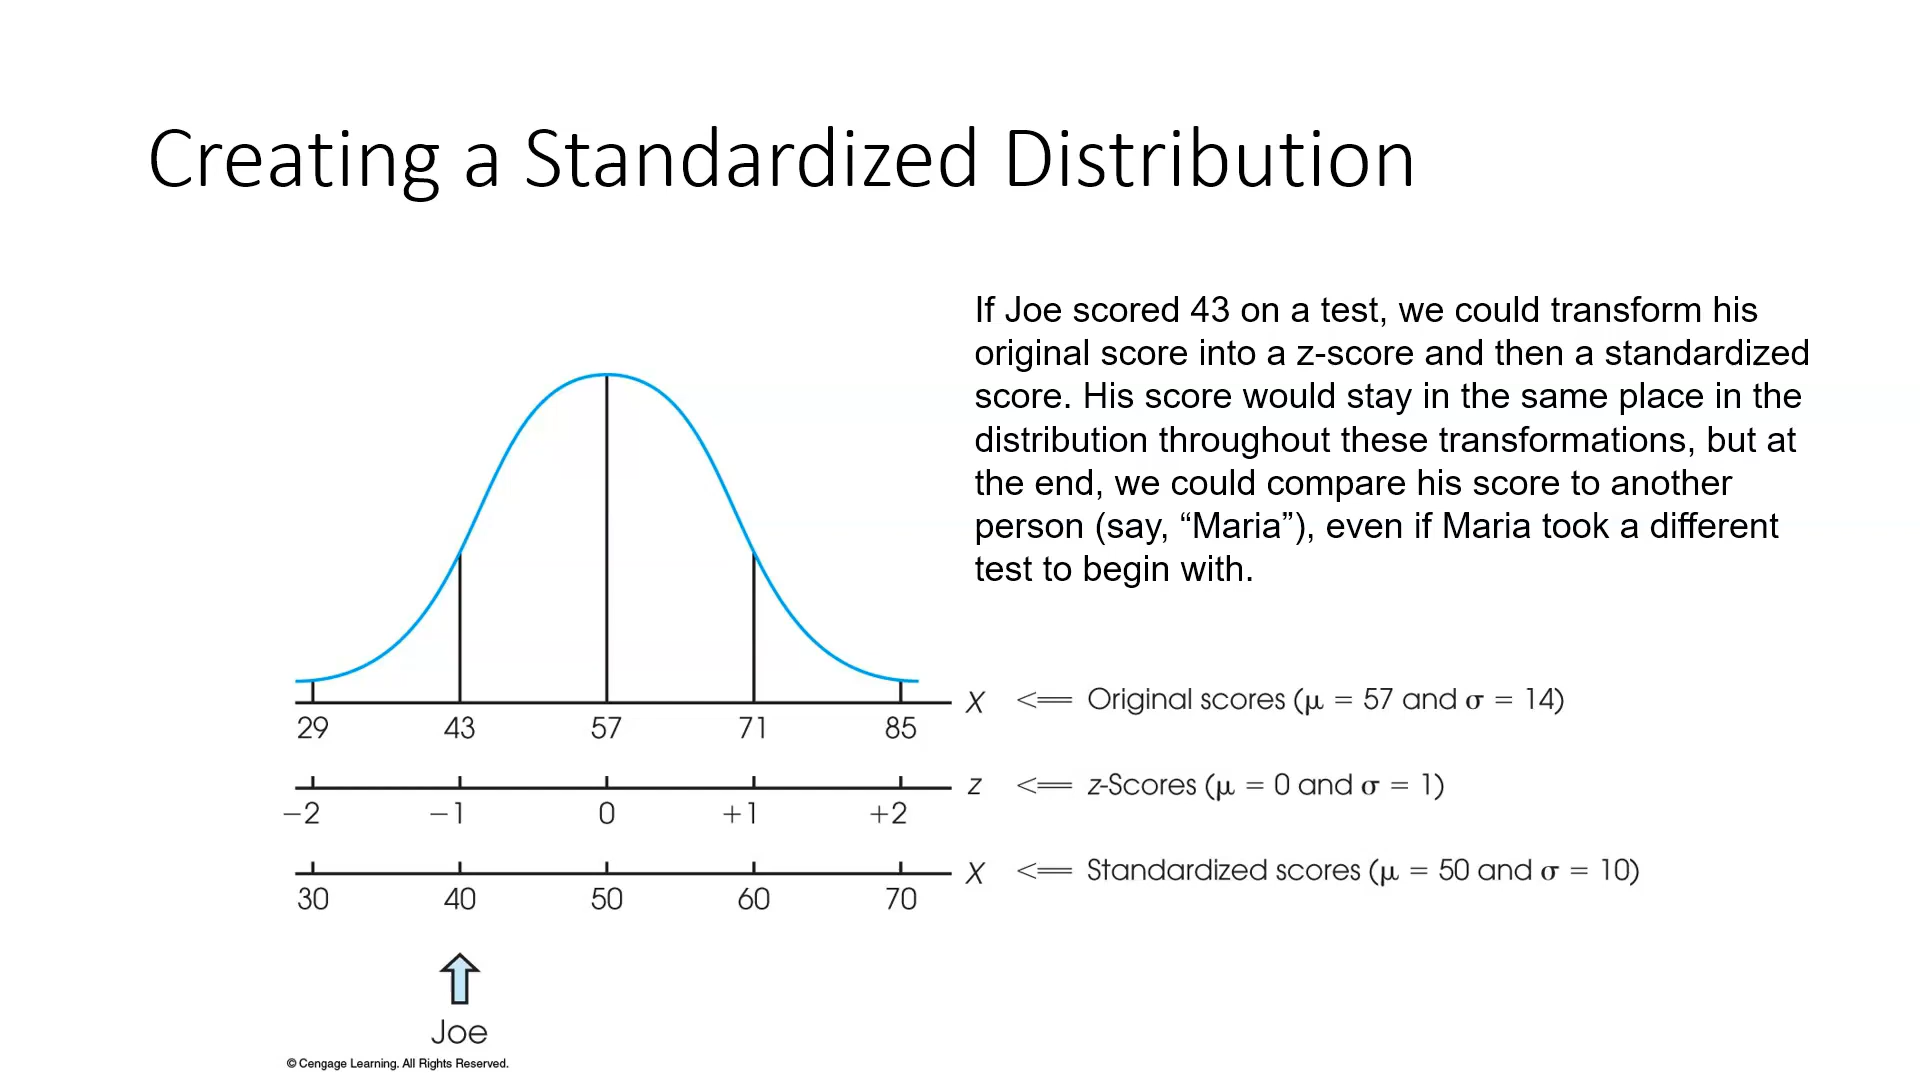 Creating a Standardized Distribution
If Joe scored 43 on a test, we could transform his
original score into a z-score and then a standardized
score. His score would stay in the same place in the
distribution throughout these transformations, but at
the end, we could compare his score to another
person (say, “Maria”), even if Maria took a different
test to begin with.
X <== Original scores (μ = 57 and σ = 14)
29 43 57 71 85
z <== z-Scores (μ = 0 and σ = 1)
−2 −1 0 +1 +2
X <== Standardized scores (μ = 50 and σ = 10)
30 40 50 60 70
Joe
© Cengage Learning. All Rights Reserved.